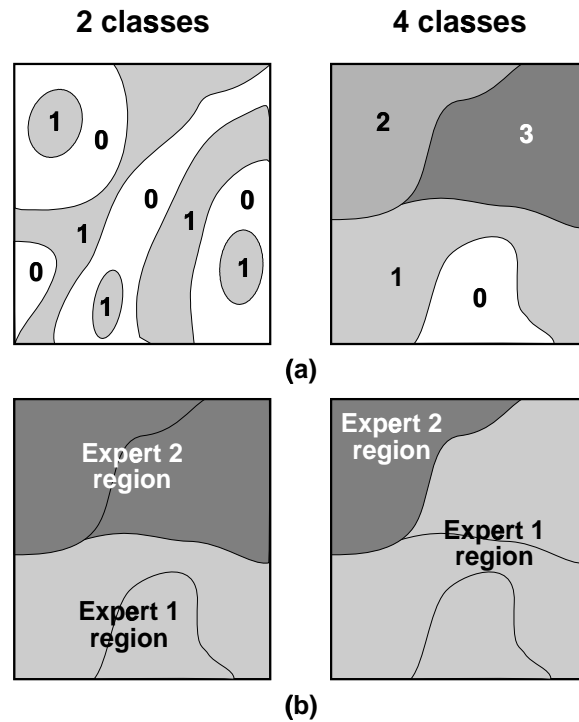 2 classes
4 classes
1
0
0
0
1
1
0
1
1
2
3
1
0
(a)
Expert 2
region
Expert 1
region
Expert 2
region
Expert 1
region
(b)